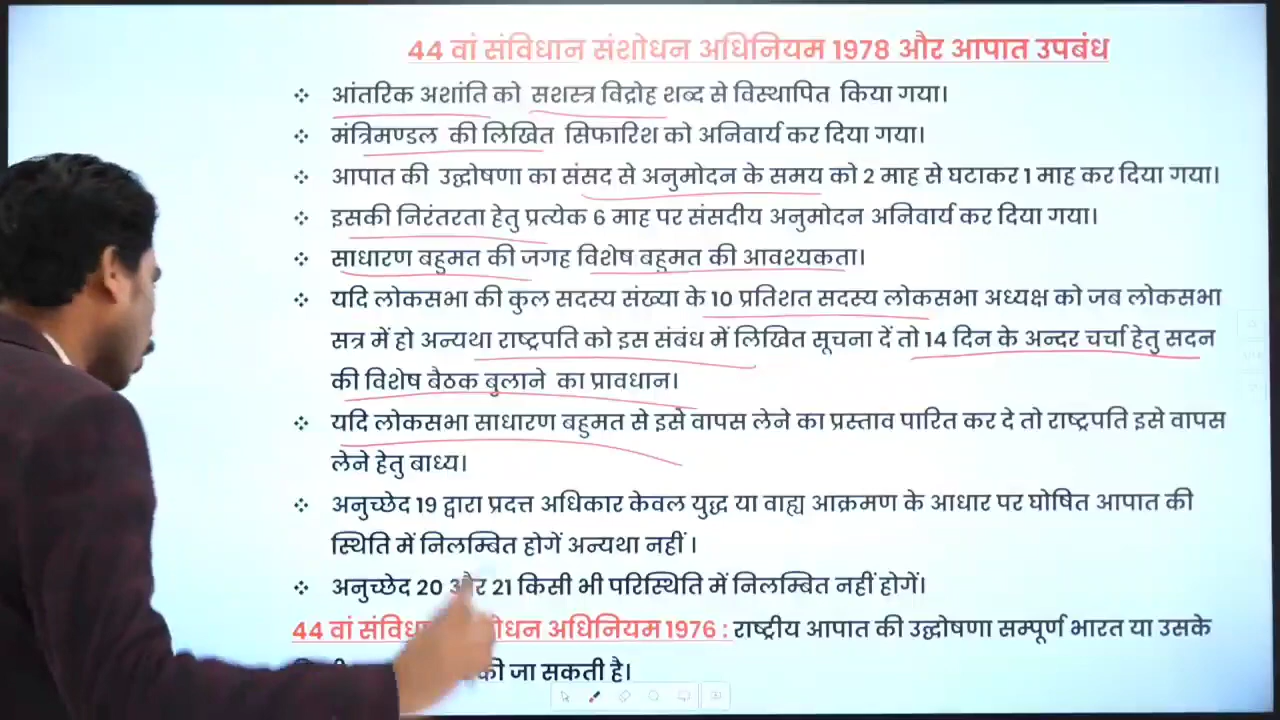 44 वां संविधान संशोधन अधिनियम 1978 और आपात उपबंध
आंतरिक अशांति को सशस्त्र विद्रोह शब्द से विस्थापित किया गया।
मंत्रिमण्डल की लिखित सिफारिश को अनिवार्य कर दिया गया।
आपात की उद्घोषणा का संसद से अनुमोदन के समय को 2 माह से घटाकर 1 माह कर दिया गया।
इसकी निरंतरता हेतु प्रत्येक 6 माह पर संसदीय अनुमोदन अनिवार्य कर दिया गया।
साधारण बहुमत की जगह विशेष बहुमत की आवश्यकता।
यदि लोकसभा की कुल सदस्य संख्या के 10 प्रतिशत सदस्य लोकसभा अध्यक्ष को जब लोकसभा
सत्र में हो अन्यथा राष्ट्रपति को इस संबंध में लिखित सूचना दें तो 14 दिन के अन्दर चर्चा हेतु सदन
की विशेष बैठक बुलाने का प्रावधान।
यदि लोकसभा साधारण बहुमत से इसे वापस लेने का प्रस्ताव पारित कर दे तो राष्ट्रपति इसे वापस
लेने हेतु बाध्य।
अनुच्छेद 19 द्वारा प्रदत्त अधिकार केवल युद्ध या वाह्य आक्रमण के आधार पर घोषित आपात की
स्थिति में निलम्बित होगें अन्यथा नहीं ।
अनुच्छेद 20 और 21 किसी भी परिस्थिति में निलम्बित नहीं होगें।
44 वां अधिनियम 1976 : राष्ट्रीय आपात की उद्घोषणा सम्पूर्ण भारत या उसके
की जा सकती है।